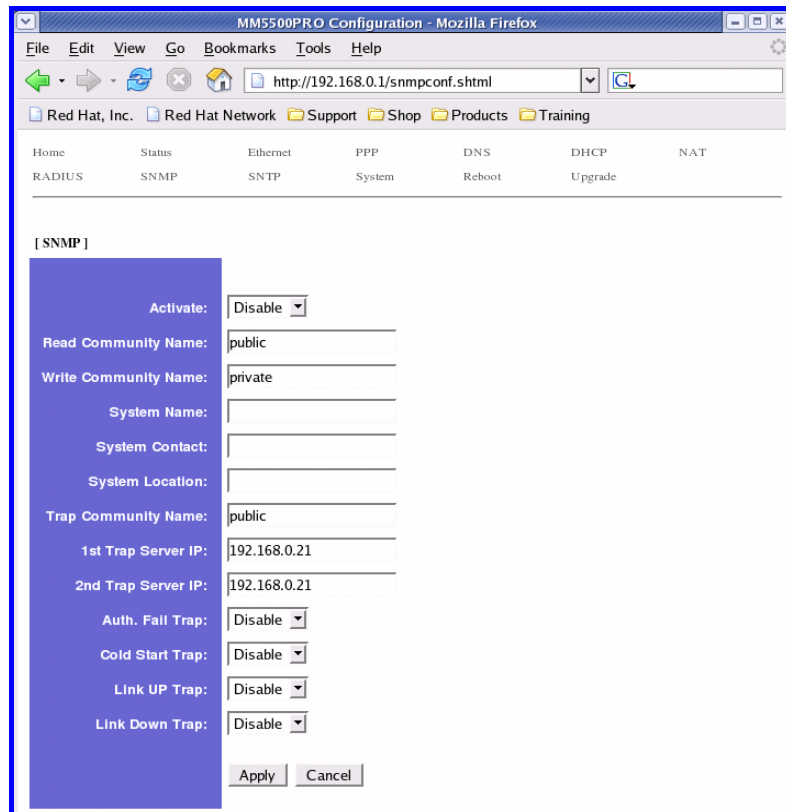 MM5500PRO Configuration - Mozilla Firefox
File Edit View Go Bookmarks Tools Help
http://192.168.0.1/snmpconf.shtml G
Red Hat, Inc. Red Hat Network Support Shop Products Training
Home Status Ethernet PPP DNS DHCP NAT
RADIUS SNMP SNTP System Reboot Upgrade
[ SNMP ]
Activate: Disable
Read Community Name: public
Write Community Name: private
System Name:
System Contact:
System Location:
Trap Community Name: public
1st Trap Server IP: 192.168.0.21
2nd Trap Server IP: 192.168.0.21
Auth. Fail Trap: Disable
Cold Start Trap: Disable
Link UP Trap: Disable
Link Down Trap: Disable
Apply Cancel